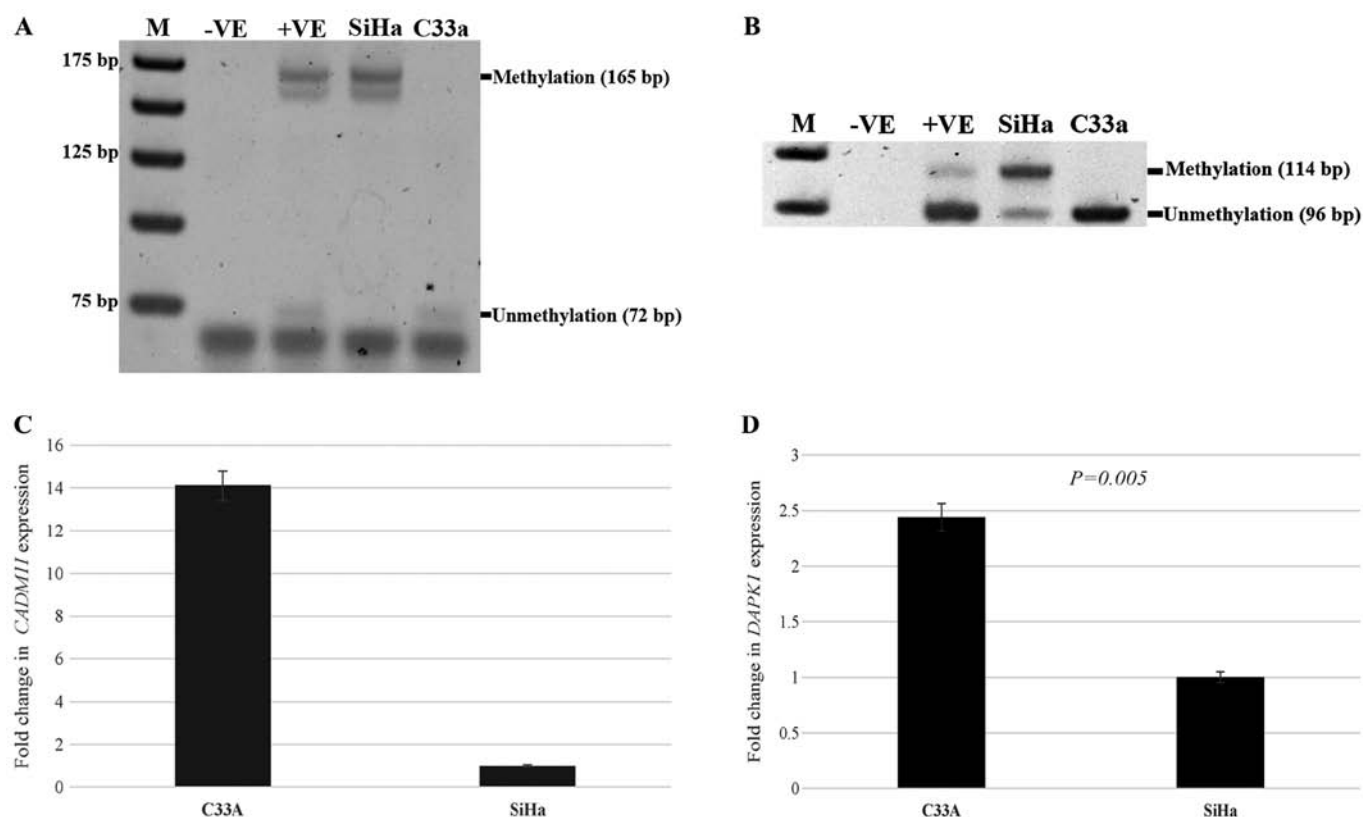 A
M -VE +VE SiHa C33a
175 bp
125 bp
75 bp
Methylation (165 bp)
Unmethylation (72 bp)
B
M -VE +VE SiHa C33a
Methylation (114 bp)
Unmethylation (96 bp)
C
Fold change in CADM1I expression
16
14
12
10
8
6
4
2
0
C33A SiHa
D
Fold change in DAPK1 expression
3
2.5
2
1.5
1
0.5
0
P=0.005
C33A SiHa